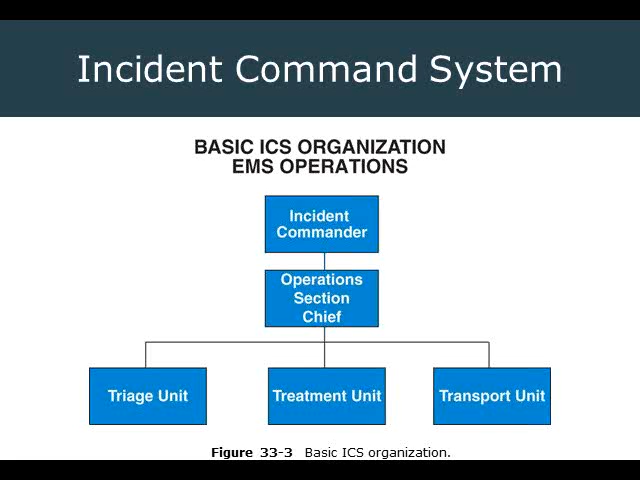 Incident Command System
BASIC ICS ORGANIZATION
EMS OPERATIONS
Incident
Commander
Operations
Section
Chief
Triage Unit
Treatment Unit
Transport Unit
Figure 33-3 Basic ICS organization.